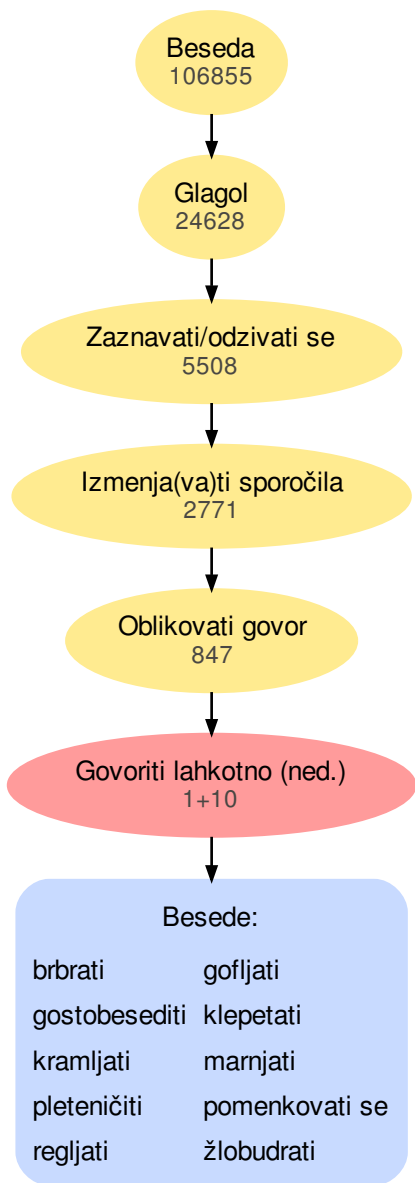 Beseda
106855
Glagol
24628
Zaznavati/odzivati se
5508
Izmenja(va)ti sporočila
2771
Oblikovati govor
847
Govoriti lahkotno (ned.)
1+10
Besede:
brbrati gofljati
gostobesediti klepetati
kramljati marnjati
pleteničiti pomenkovati se
regljati žlobudrati